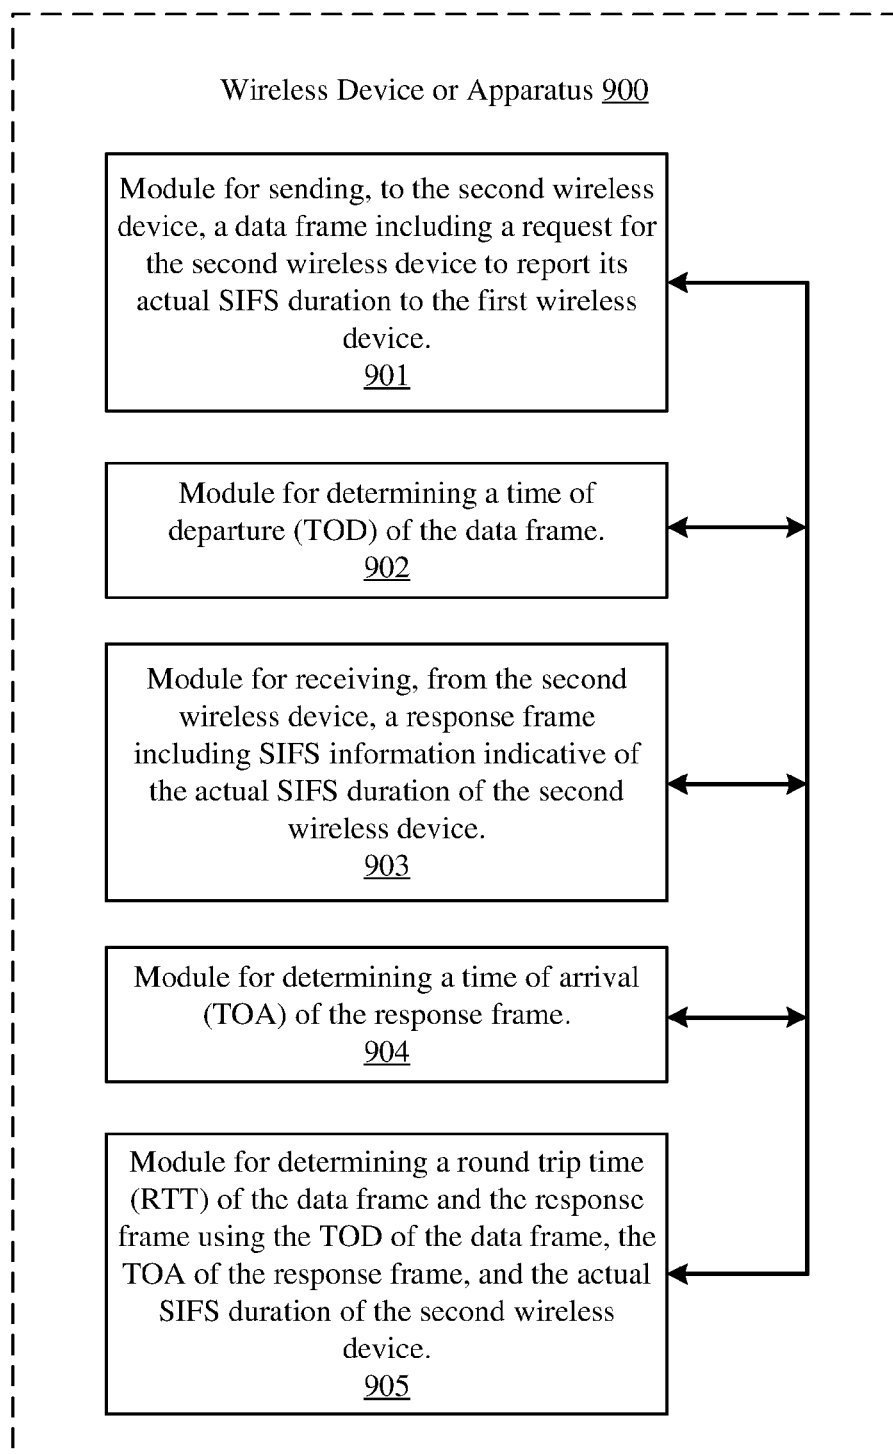 Wireless Device or Apparatus 900
Module for sending, to the second wireless
device, a data frame including a request for
the second wireless device to report its
actual SIFS duration to the first wireless
device.
901
Module for determining a time of
departure (TOD) of the data frame.
902
Module for receiving, from the second
wireless device, a response frame
including SIFS information indicative of
the actual SIFS duration of the second
wireless device.
903
Module for determining a time of arrival
(TOA) of the response frame.
904
Module for determining a round trip time
(RTT) of the data frame and the response
frame using the TOD of the data frame, the
TOA of the response frame, and the actual
SIFS duration of the second wireless
device.
905